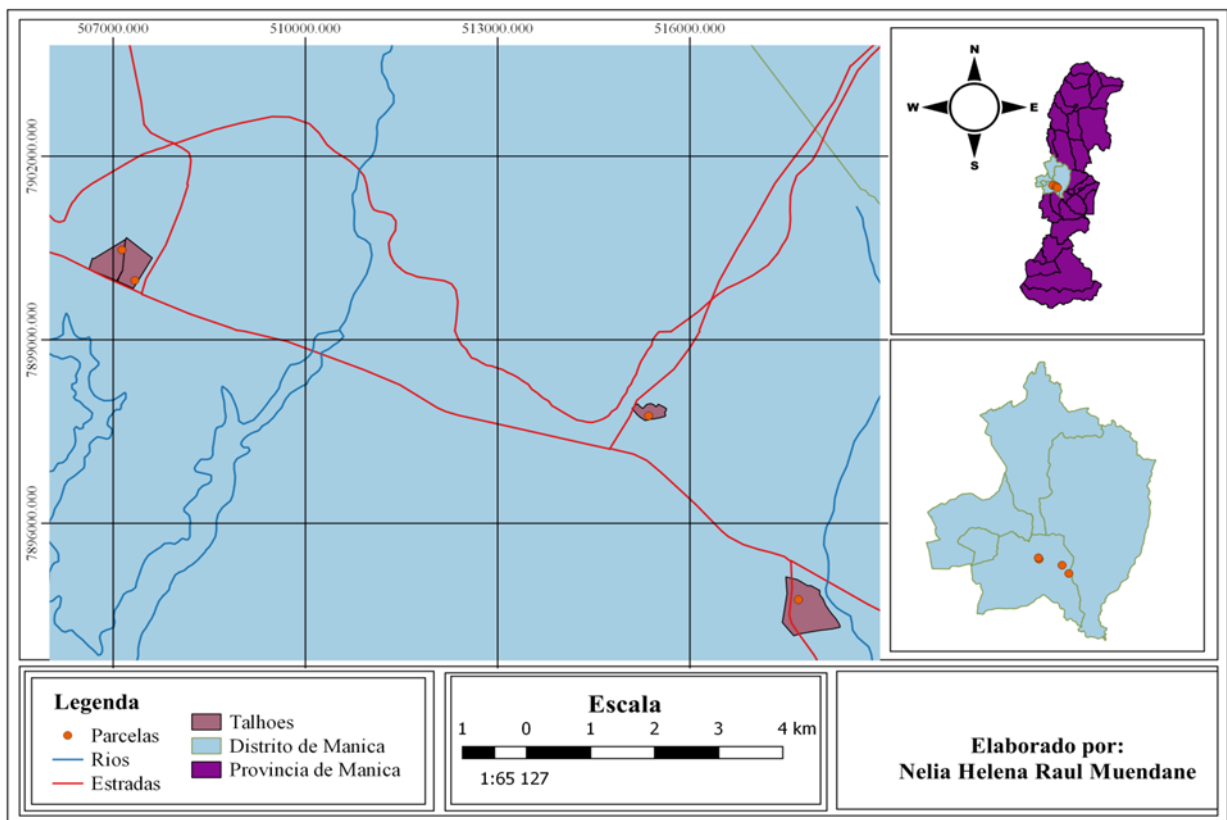 507000.000 510000.000 513000.000 516000.000
7902000.000
7899000.000
7896000.000
N
W E
S
Legenda
Parcelas
Rios
Estradas
Talhoes
Distrito de Manica
Provincia de Manica
Escala
1 0 1 2 3 4 km
1:65 127
Elaborado por:
Nelia Helena Raul Muendane